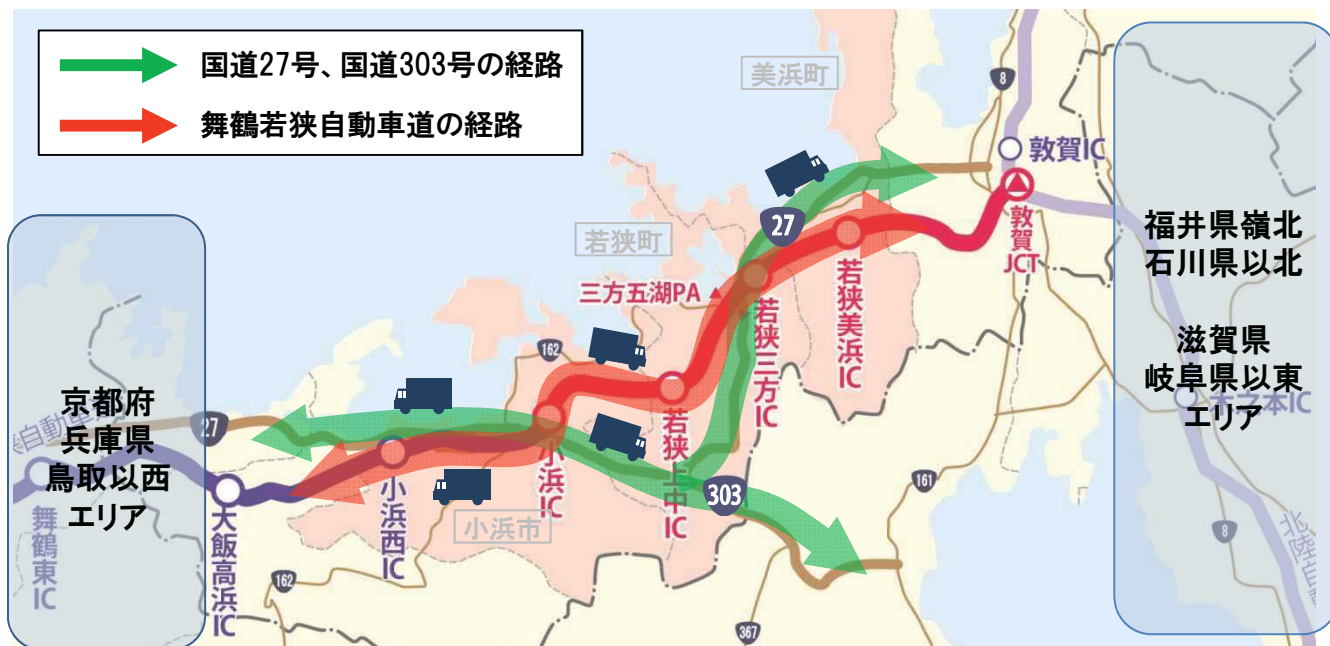 国道27号、国道303号の経路
舞鶴若狭自動車道の経路
美浜町
8
敦賀IC
敦賀
JCT
27
若狭町
三方五湖PA
若狭美浜IC
若狭三方IC
162
若狭上中IC
小浜IC
27
小浜西IC
小浜市
大飯高浜IC
舞鶴東IC
303
161
162
367
8
木之本IC
京都府
兵庫県
鳥取以西
エリア
福井県嶺北
石川県以北
滋賀県
岐阜県以東
エリア